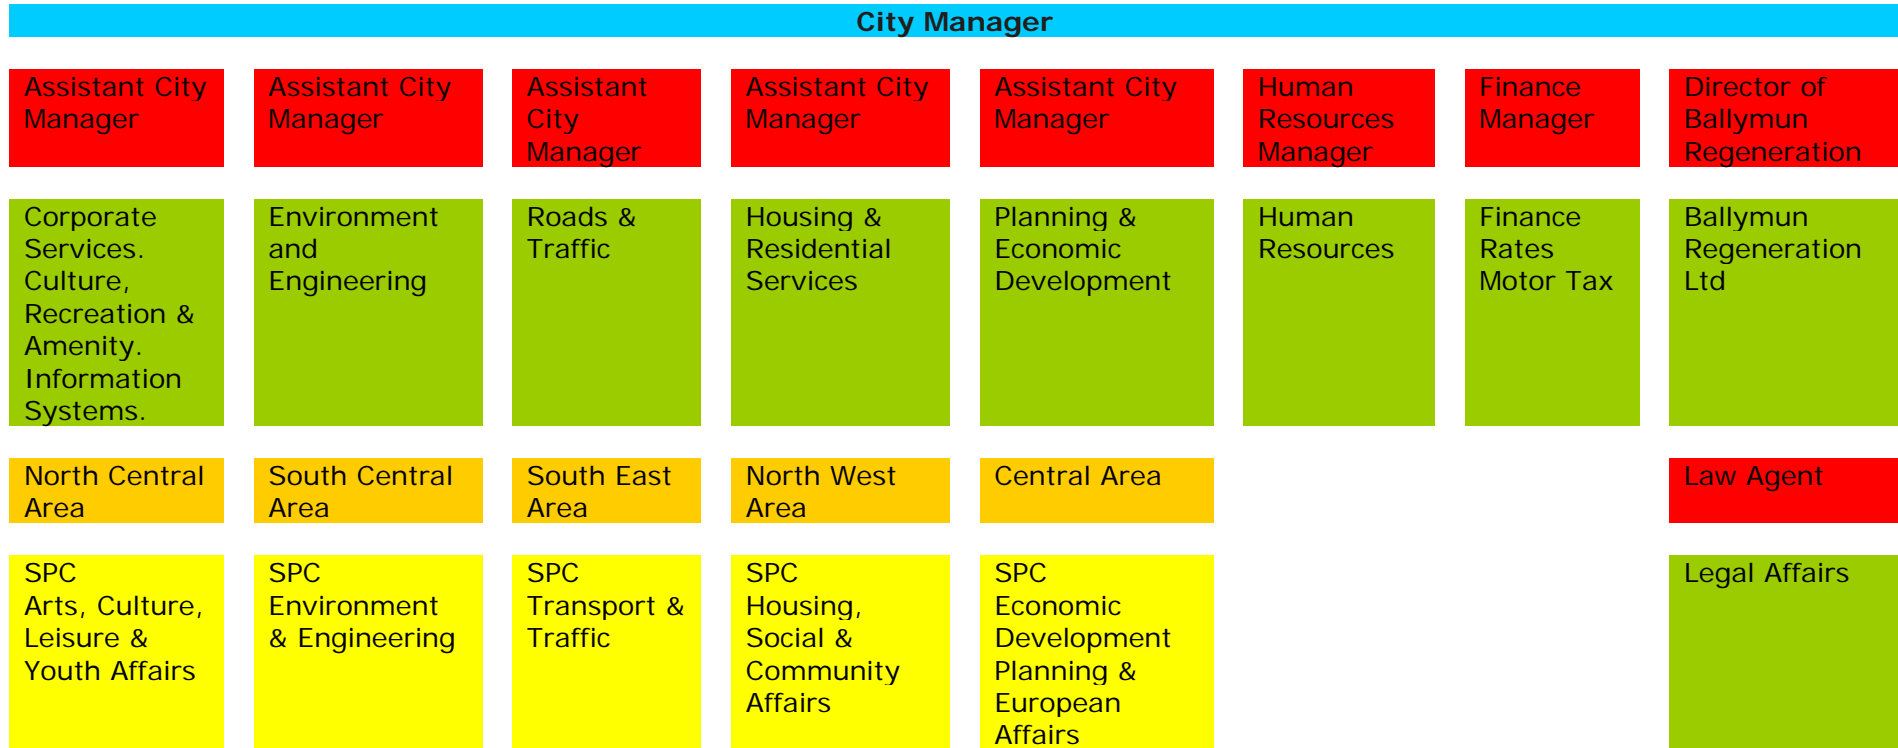 City Manager
Assistant City
Manager
Assistant City
Manager
Assistant
City
Manager
Assistant City
Manager
Assistant City
Manager
Human
Resources
Manager
Finance
Manager
Director of
Ballymun
Regeneration
Corporate
Services.
Culture,
Recreation &
Amenity.
Information
Systems.
Environment
and
Engineering
Roads &
Traffic
Housing &
Residential
Services
Planning &
Economic
Development
Human
Resources
Finance
Rates
Motor Tax
Ballymun
Regeneration
Ltd
North Central
Area
South Central
Area
South East
Area
North West
Area
Central Area
Law Agent
SPC
Arts, Culture,
Leisure &
Youth Affairs
SPC
Environment
& Engineering
SPC
Transport &
Traffic
SPC
Housing,
Social &
Community
Affairs
SPC
Economic
Development
Planning &
European
Affairs
Legal Affairs